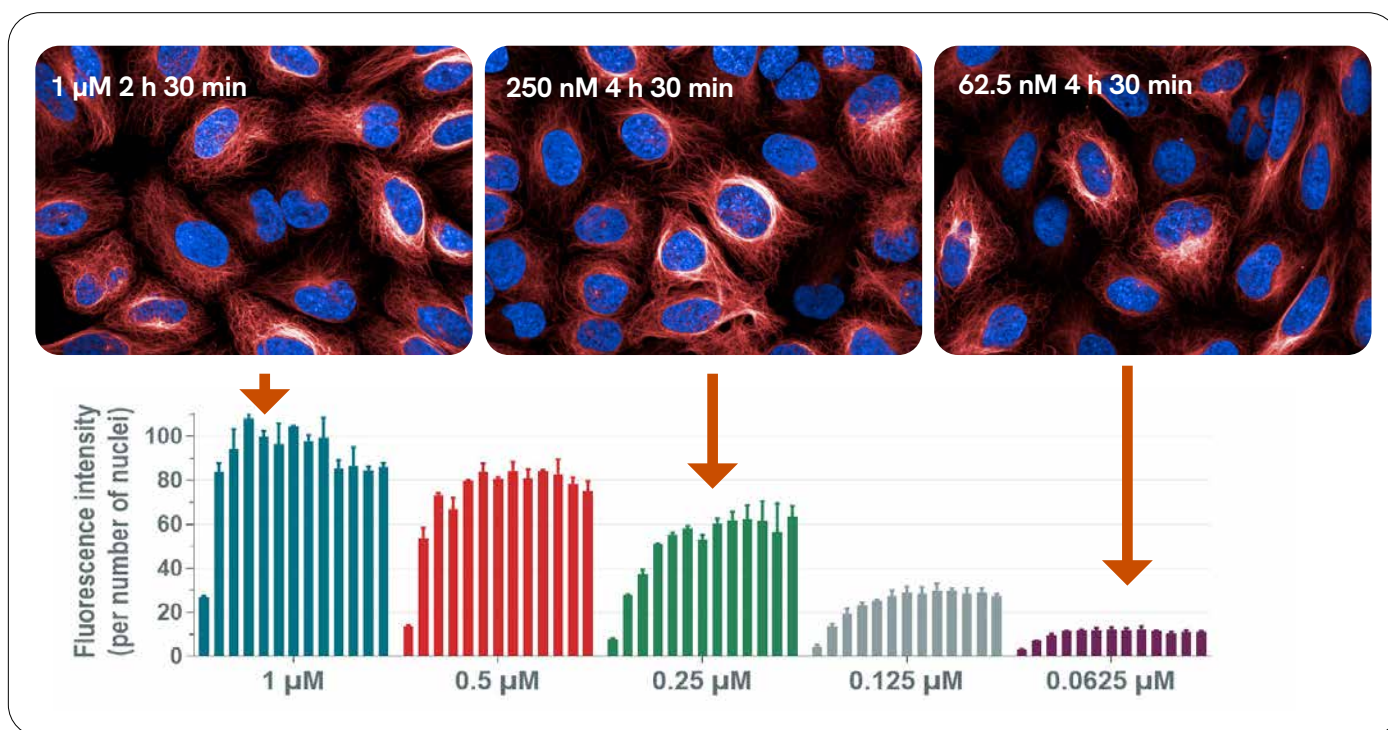 1 µM 2 h 30 min
250 nM 4 h 30 min
62.5 nM 4 h 30 min
Fluorescence intensity
(per number of nuclei)
100
80
60
40
20
0
1 µM
0.5 µM
0.25 µM
0.125 µM
0.0625 µM